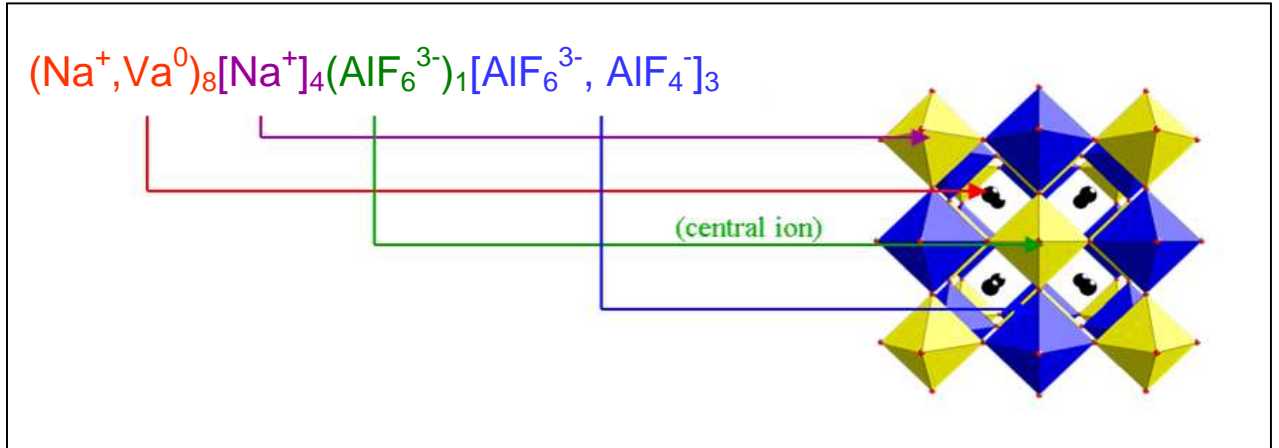 (Na⁺,Va⁰)₈[Na⁺]₄(AlF₆³⁻)₁[AlF₆³⁻, AlF₄⁻]₃
(central ion)